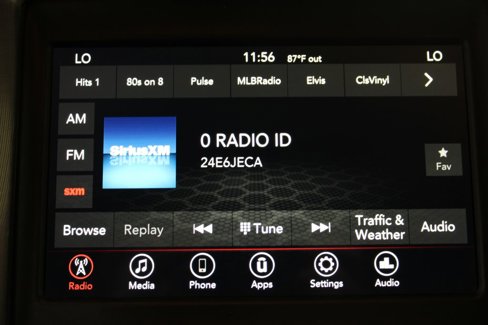 LO 11:56 87°F out LO
Hits 1 80s on 8 Pulse MLBRadio Elvis ClsVinyl
AM
FM
sxm
SiriusXM
0 RADIO ID
24E6JECA
Fav
Browse Replay Tune Traffic & Weather Audio
Radio Media Phone Apps Settings Audio